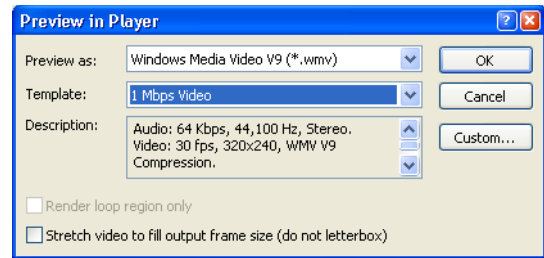 Preview in Player
Preview as: Windows Media Video V9 (*.wmv) OK
Template: 1 Mbps Video Cancel
Description: Audio: 64 Kbps, 44,100 Hz, Stereo.
Video: 30 fps, 320x240, WMV V9
Compression.
Custom...
Render loop region only
Stretch video to fill output frame size (do not letterbox)